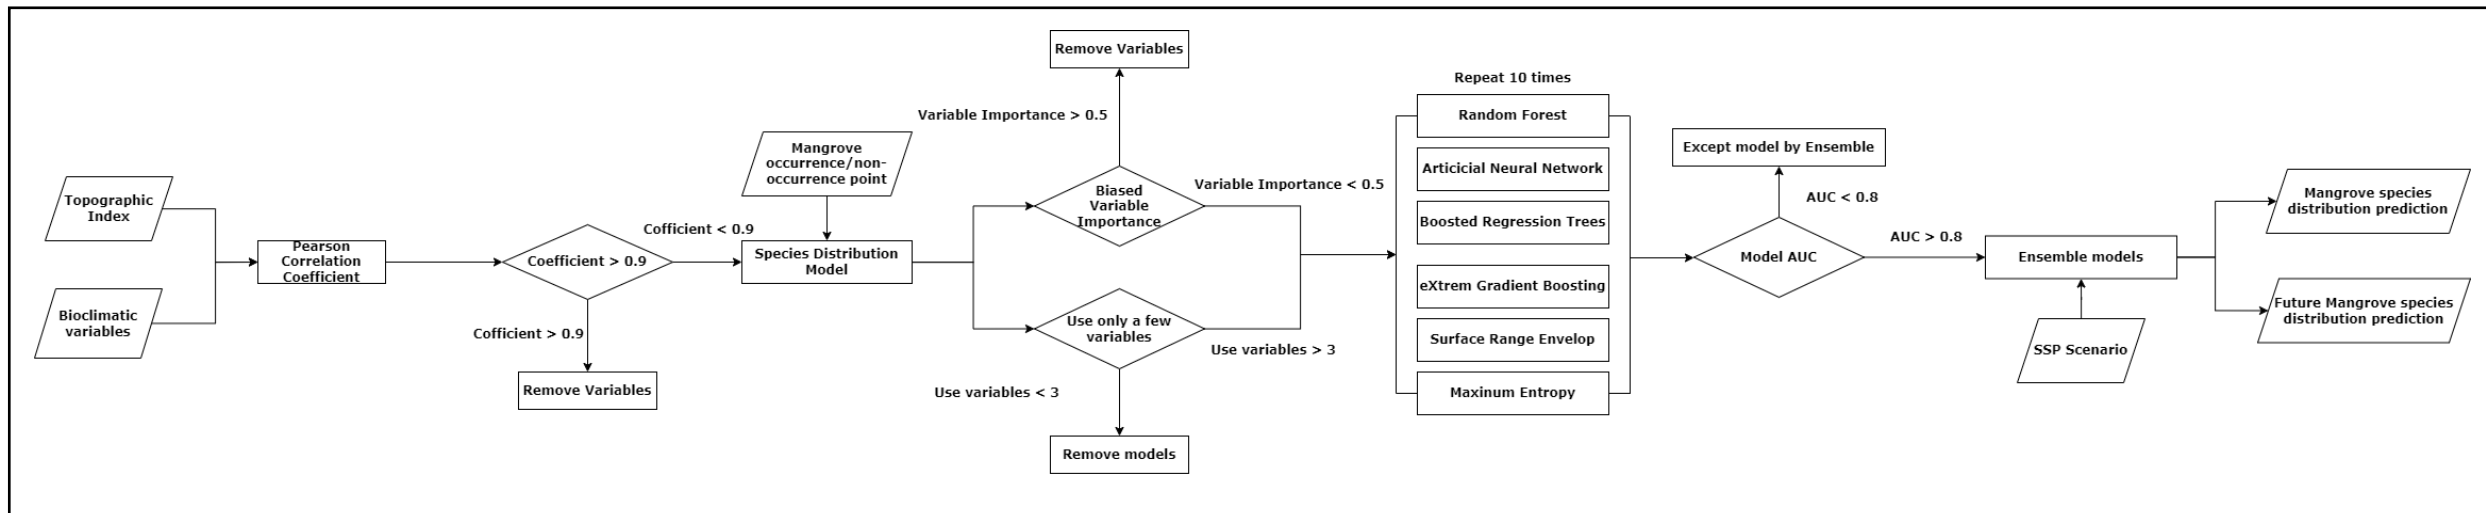 Topographic
Index
Bioclimatic
variables
Pearson
Correlation
Coefficient
Coefficient > 0.9
Cofficient < 0.9
Cofficient > 0.9
Remove Variables
Mangrove
occurrence/non-
occurrence point
Species Distribution
Model
Remove Variables
Variable Importance > 0.5
Biased
Variable
Importance
Variable Importance < 0.5
Use only a few
variables
Use variables > 3
Use variables < 3
Remove models
Repeat 10 times
Random Forest
Articicial Neural Network
Boosted Regression Trees
eXtrem Gradient Boosting
Surface Range Envelop
Maxinum Entropy
Except model by Ensemble
AUC < 0.8
Model AUC
AUC > 0.8
Ensemble models
SSP Scenario
Mangrove species
distribution prediction
Future Mangrove species
distribution prediction